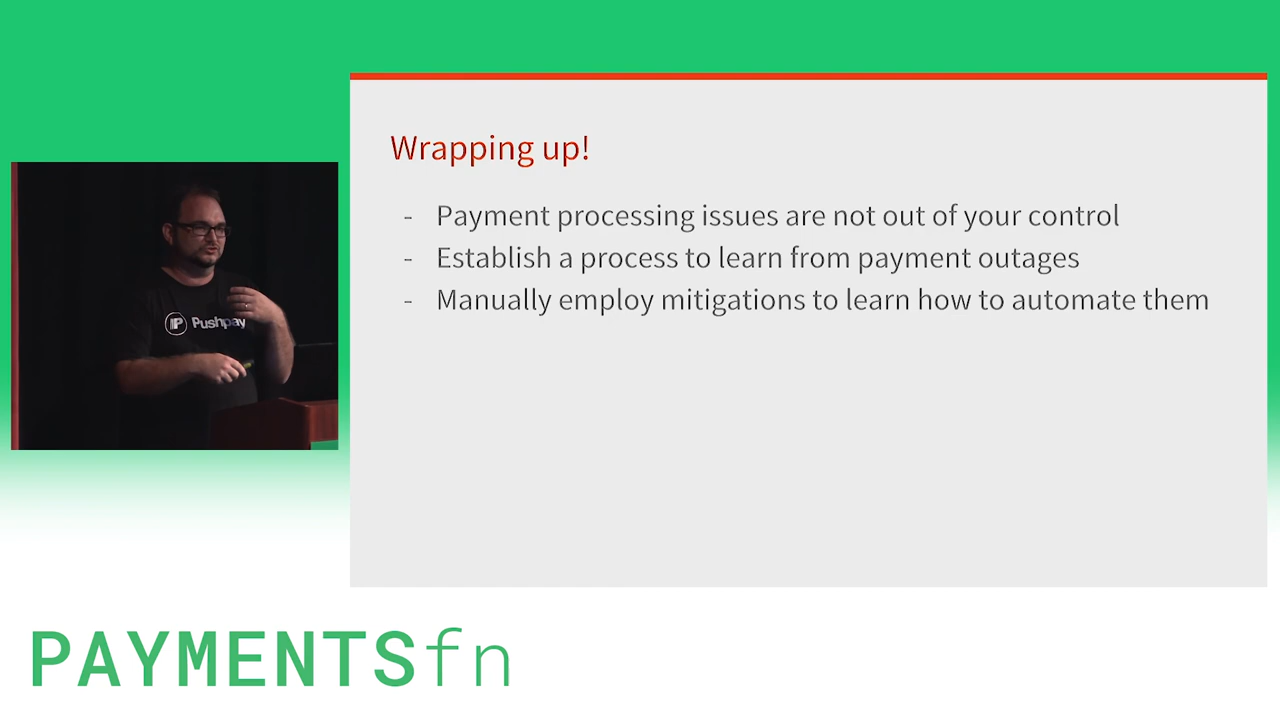 Wrapping up!
- Payment processing issues are not out of your control
- Establish a process to learn from payment outages
- Manually employ mitigations to learn how to automate them
Pushpay
PAYMENTSfn